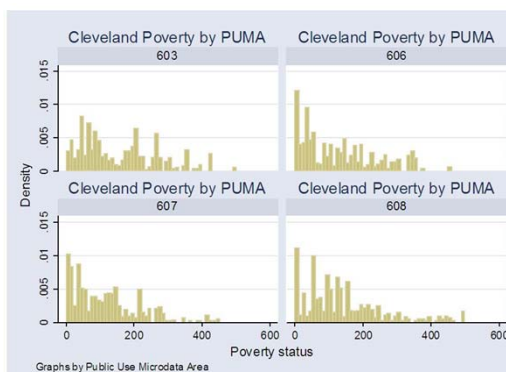 Cleveland Poverty by PUMA
603
Cleveland Poverty by PUMA
606
.015
.01
.005
0
Cleveland Poverty by PUMA
607
Cleveland Poverty by PUMA
608
.015
.01
.005
0
Density
0 200 400 600
0 200 400 600
Poverty status
Graphs by Public Use Microdata Area